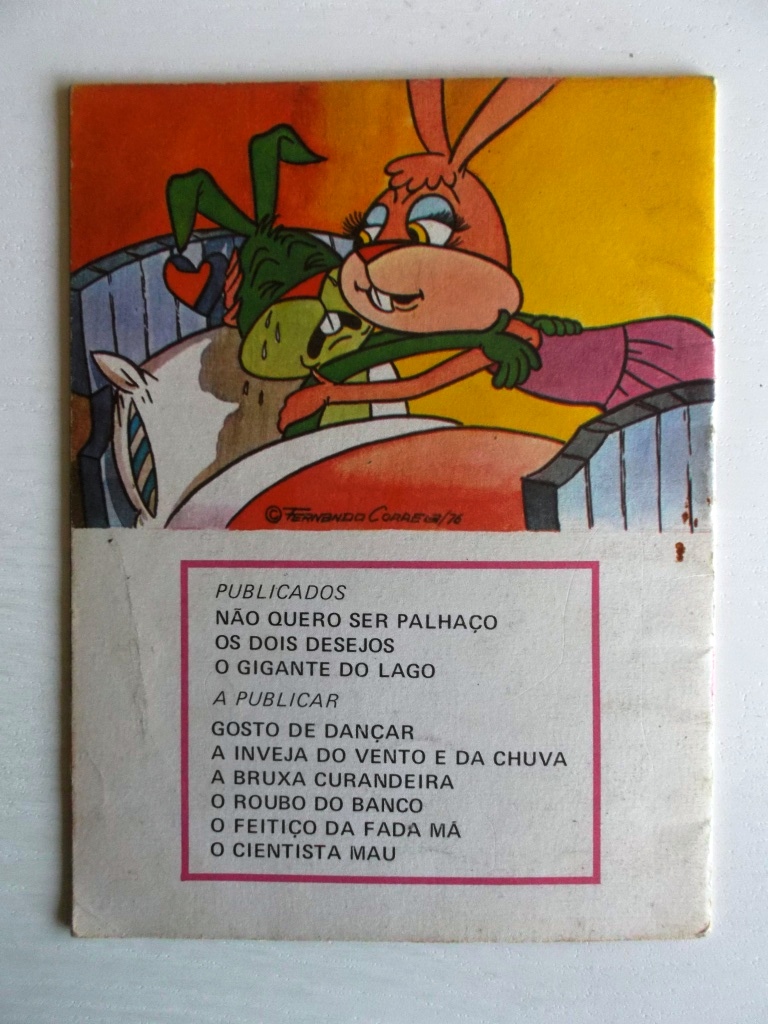 © FERNANDO CORREIA/76
PUBLICADOS
NÃO QUERO SER PALHAÇO
OS DOIS DESEJOS
O GIGANTE DO LAGO
A PUBLICAR
GOSTO DE DANÇAR
A INVEJA DO VENTO E DA CHUVA
A BRUXA CURANDEIRA
O ROUBO DO BANCO
O FEITIÇO DA FADA MÁ
O CIENTISTA MAU